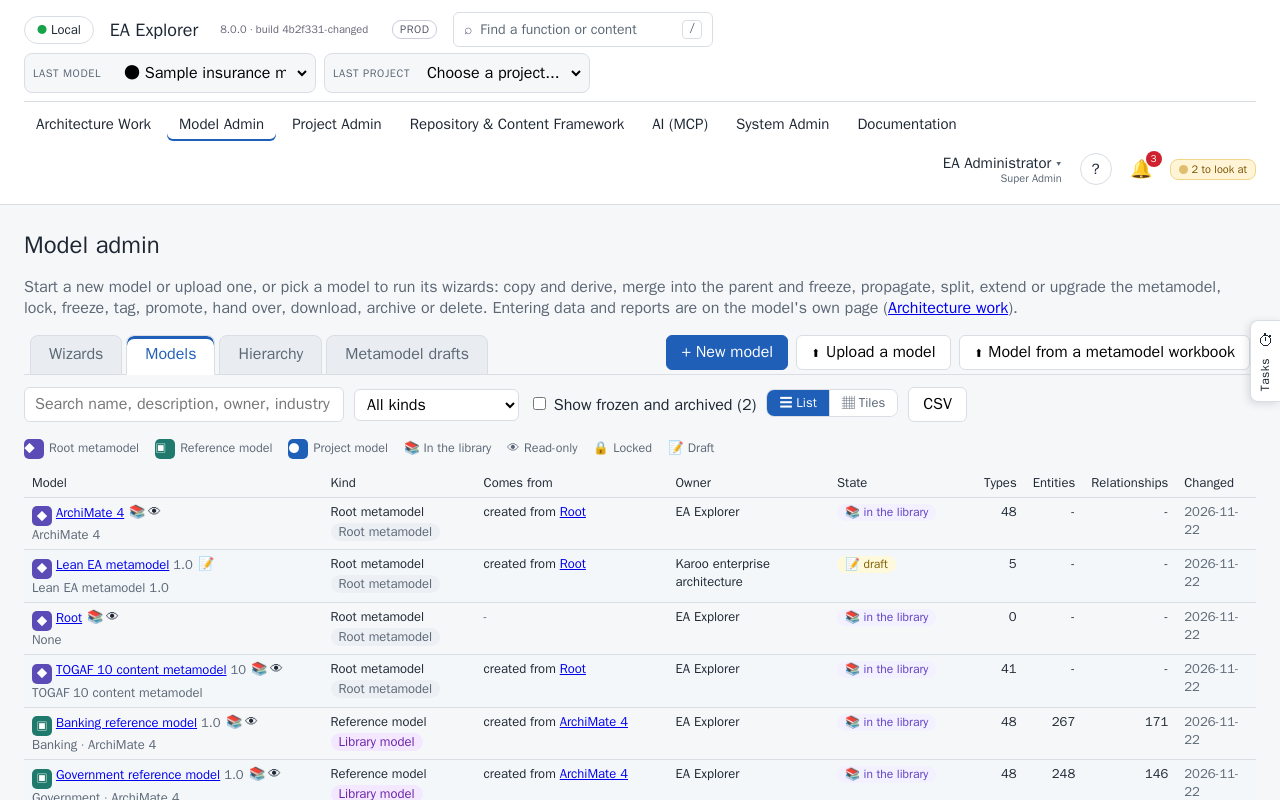 Local
EA Explorer
8.0.0 · build 4b2f331-changed
PROD
Find a function or content
/
LAST MODEL
Sample insurance m
LAST PROJECT
Choose a project...
Architecture Work
Model Admin
Project Admin
Repository & Content Framework
AI (MCP)
System Admin
Documentation
EA Administrator
Super Admin
?
3
2 to look at
Model admin
Start a new model or upload one, or pick a model to run its wizards: copy and derive, merge into the parent and freeze, propagate, split, extend or upgrade the metamodel,
lock, freeze, tag, promote, hand over, download, archive or delete. Entering data and reports are on the model's own page (Architecture work).
Wizards
Models
Hierarchy
Metamodel drafts
+ New model
⬆ Upload a model
⬆ Model from a metamodel workbook
Tasks
Search name, description, owner, industry
All kinds
Show frozen and archived (2)
☰ List
▦ Tiles
CSV
Root metamodel
Reference model
Project model
In the library
Read-only
Locked
Draft
Model Kind Comes from Owner State Types Entities Relationships Changed
ArchiMate 4 Root metamodel created from Root EA Explorer in the library 48 - - 2026-11-
ArchiMate 4 Root metamodel 22
Lean EA metamodel 1.0 Root metamodel created from Root Karoo enterprise draft 5 - - 2026-11-
Lean EA metamodel 1.0 Root metamodel architecture 22
Root Root metamodel - EA Explorer in the library 0 - - 2026-11-
None Root metamodel 22
TOGAF 10 content metamodel 10 Root metamodel created from Root EA Explorer in the library 41 - - 2026-11-
TOGAF 10 content metamodel Root metamodel 22
Banking reference model 1.0 Reference model created from ArchiMate 4 EA Explorer in the library 48 267 171 2026-11-
Banking · ArchiMate 4 Library model 22
Government reference model 1.0 Reference model created from ArchiMate 4 EA Explorer in the library 48 248 146 2026-11-
Government · ArchiMate 4 Library model 22